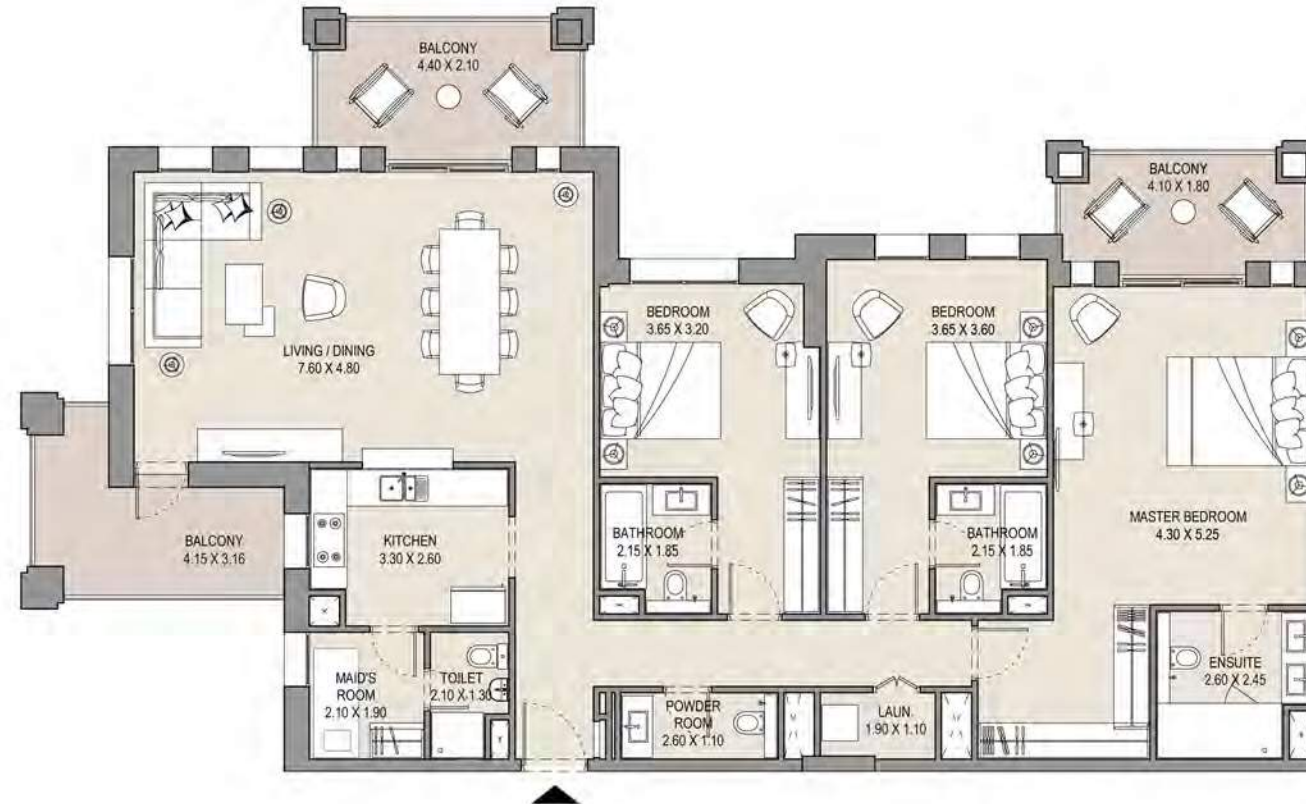 BALCONY
4.40 X 2.10
BALCONY
4.10 X 1.80
BEDROOM
3.65 X 3.20
BEDROOM
3.65 X 3.60
LIVING / DINING
7.60 X 4.80
MASTER BEDROOM
4.30 X 5.25
BALCONY
4.15 X 3.16
KITCHEN
3.30 X 2.60
BATHROOM
2.15 X 1.85
BATHROOM
2.15 X 1.85
MAID'S
ROOM
2.10 X 1.90
TOILET
2.10 X 1.30
POWDER
ROOM
2.60 X 1.10
LAUN.
1.90 X 1.10
ENSUITE
2.60 X 2.45